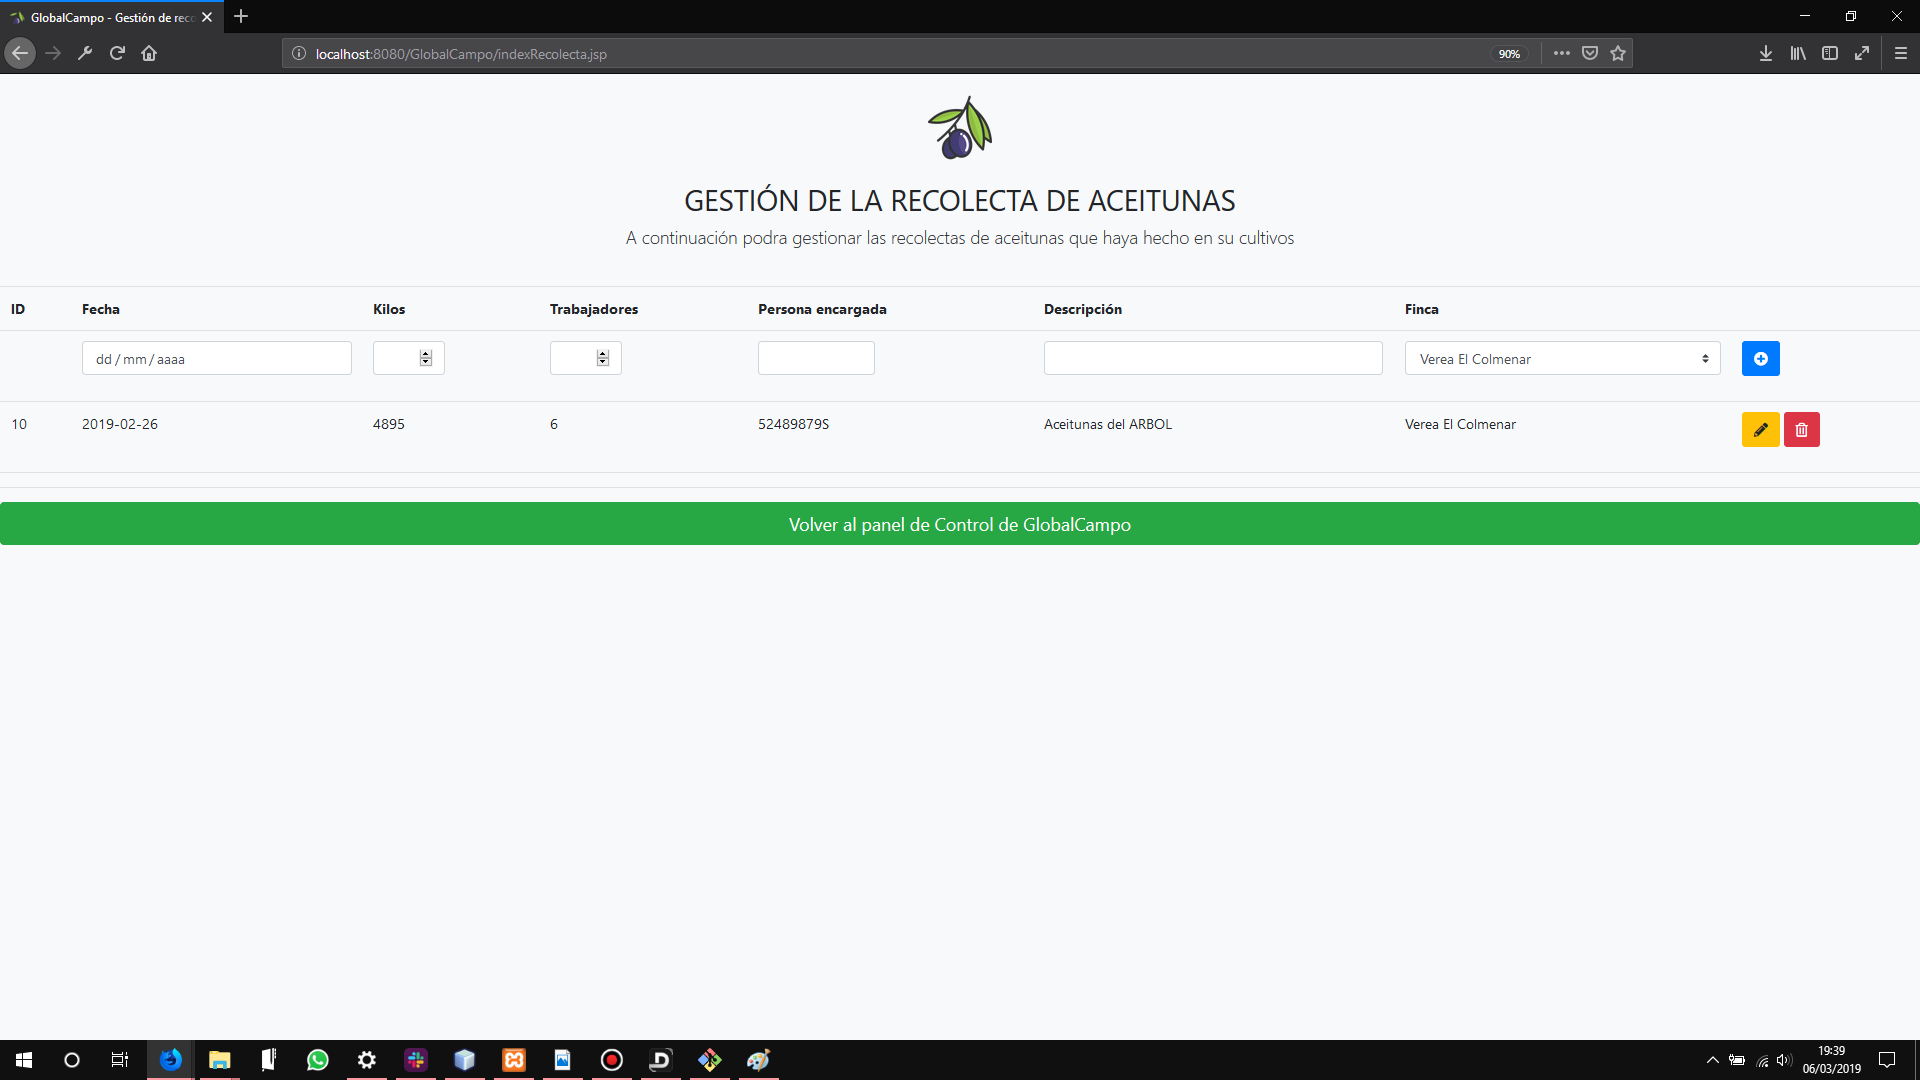 GlobalCampo - Gestión de reco
localhost:8080/GlobalCampo/indexRecolecta.jsp
90%
GESTIÓN DE LA RECOLECTA DE ACEITUNAS
A continuación podra gestionar las recolectas de aceitunas que haya hecho en su cultivos
ID Fecha Kilos Trabajadores Persona encargada Descripción Finca
dd / mm / aaaa Verea El Colmenar
10 2019-02-26 4895 6 52489879S Aceitunas del ARBOL Verea El Colmenar
Volver al panel de Control de GlobalCampo
19:39
06/03/2019